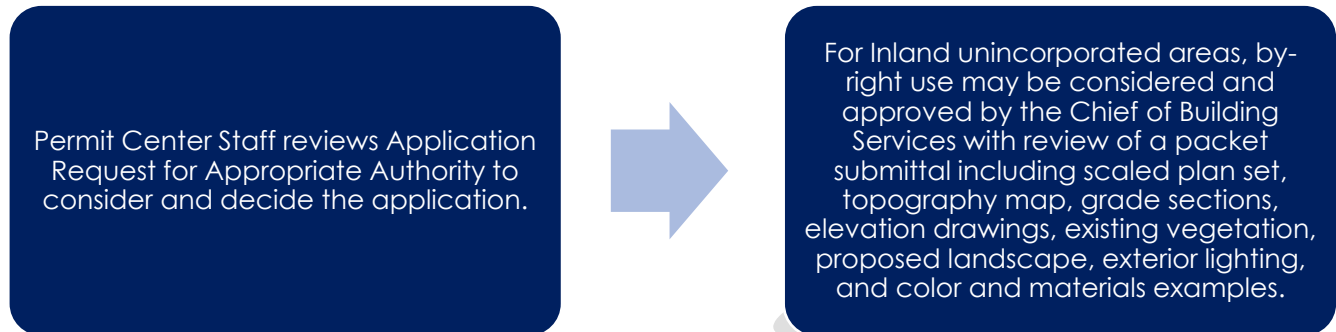 Permit Center Staff reviews Application
Request for Appropriate Authority to
consider and decide the application.
For Inland unincorporated areas, by-
right use may be considered and
approved by the Chief of Building
Services with review of a packet
submittal including scaled plan set,
topography map, grade sections,
elevation drawings, existing vegetation,
proposed landscape, exterior lighting,
and color and materials examples.